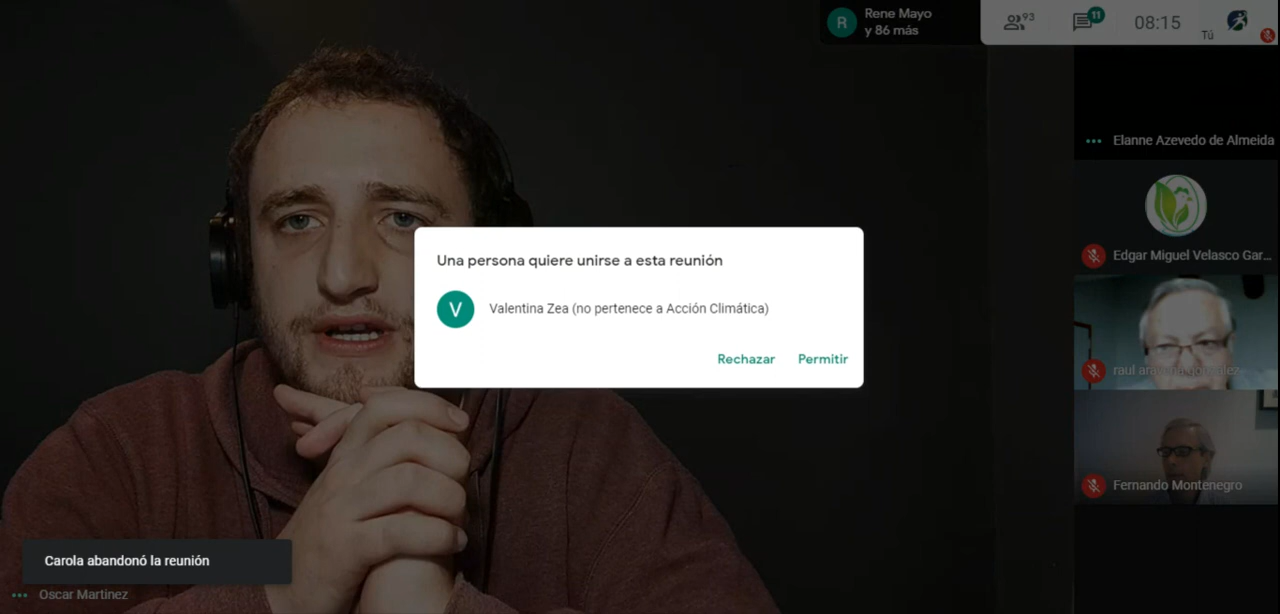 R
Rene Mayo
y 86 más
93
11
08:15
Tú
Elanne Azevedo de Almeida
Edgar Miguel Velasco Gar...
Una persona quiere unirse a esta reunión
V
Valentina Zea (no pertenece a Acción Climática)
Rechazar Permitir
raul
Fernando Montenegro
Carola abandonó la reunión
Oscar Martinez